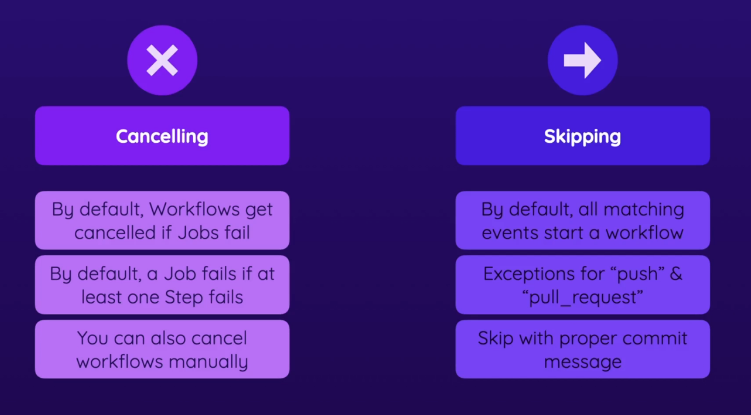 Cancelling
By default, Workflows get
cancelled if Jobs fail
By default, a Job fails if at
least one Step fails
You can also cancel
workflows manually
Skipping
By default, all matching
events start a workflow
Exceptions for “push” &
“pull_request”
Skip with proper commit
message